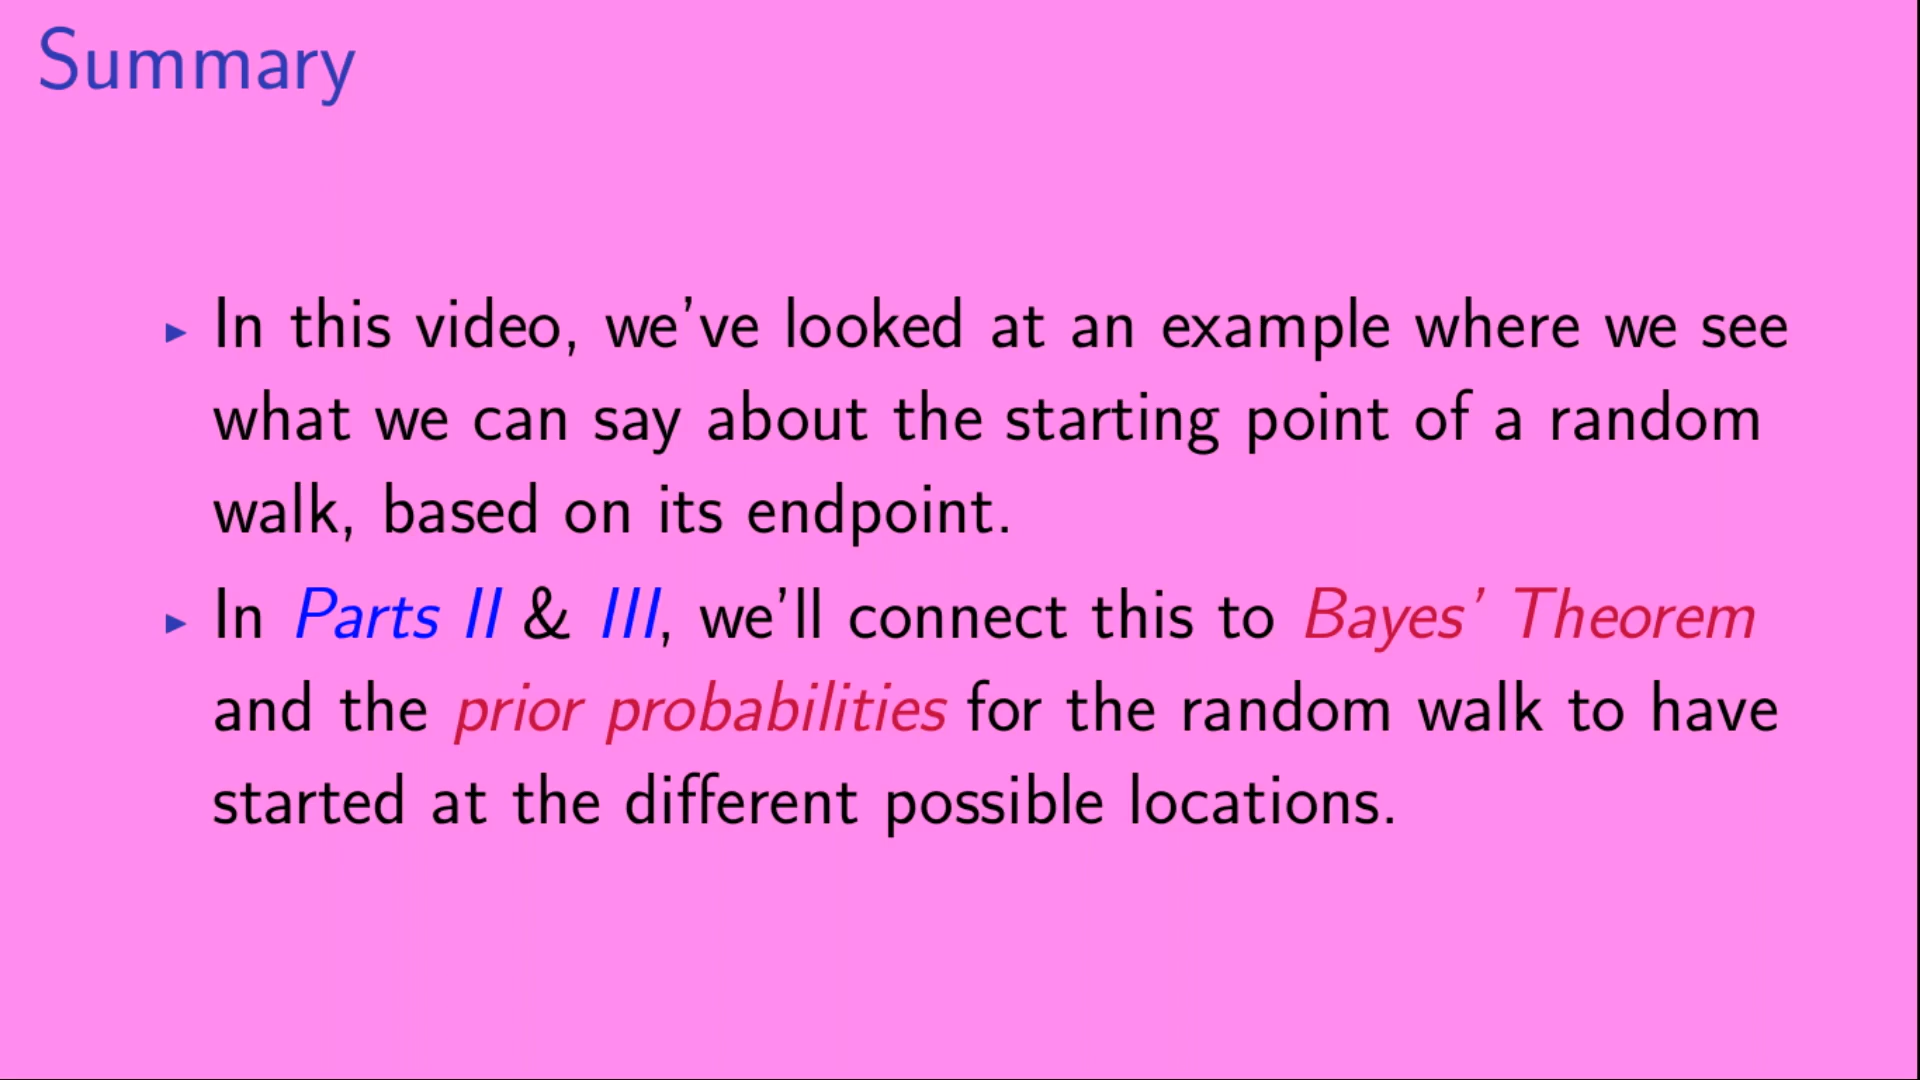 Summary
▶ In this video, we've looked at an example where we see
what we can say about the starting point of a random
walk, based on its endpoint.
▶ In Parts II & III, we'll connect this to Bayes' Theorem
and the prior probabilities for the random walk to have
started at the different possible locations.